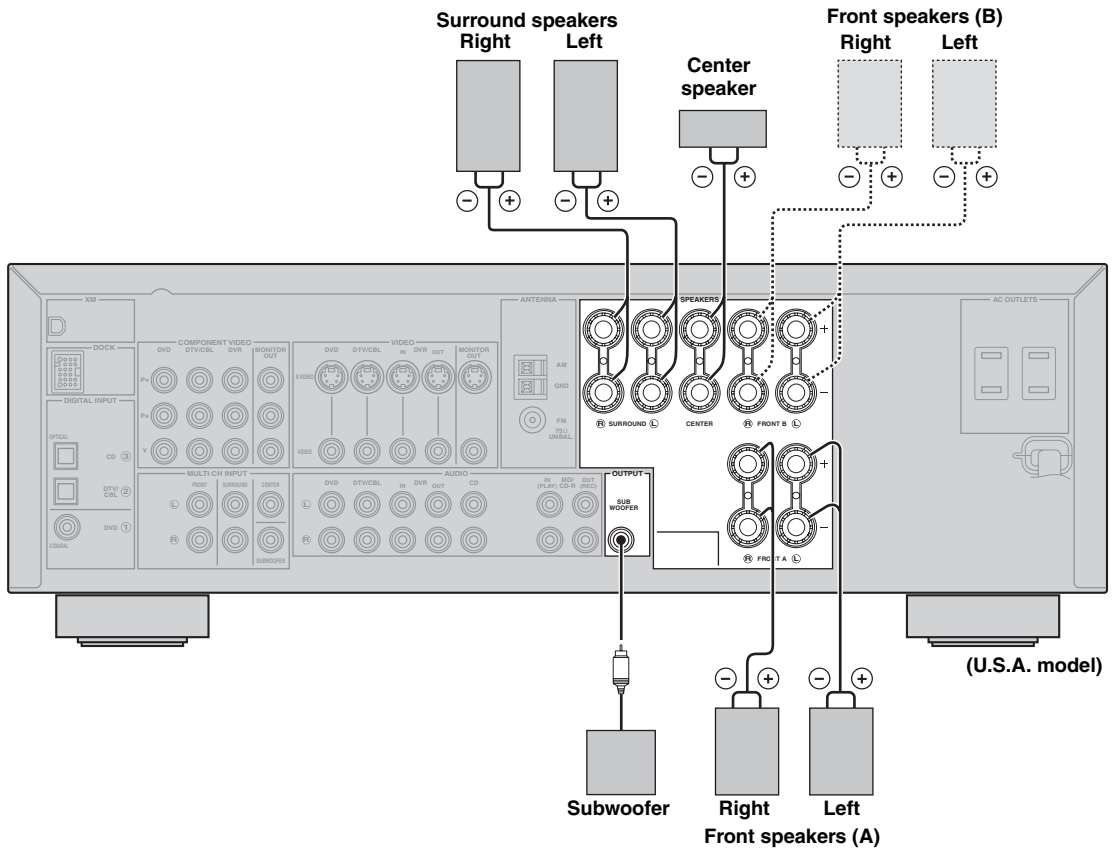 Surround speakers
Right Left
Center
speaker
Front speakers (B)
Right Left
− + − + − + − + − +
XM
DOCK
DIGITAL INPUT
OPTICAL
CD 3
DTV/
CBL 2
DVD 1
COAXIAL
COMPONENT VIDEO
DVD DTV/CBL DVR MONITOR
OUT
Y
VIDEO
DVD DTV/CBL IN DVR OUT MONITOR
OUT
S VIDEO
VIDEO
ANTENNA
AM
GND
FM
75Ω
UNBAL.
MULTI CH INPUT
FRONT SURROUND CENTER
L
R
SUBWOOFER
AUDIO
DVD DTV/CBL IN DVR OUT CD IN
(PLAY) MD/
CD-R OUT
(REC)
L
R
OUTPUT
SUB
WOOFER
SPEAKERS
+
−
R SURROUND L CENTER R FRONT B L
+
−
R FRONT A L
AC OUTLETS
(U.S.A. model)
− + − +
Subwoofer
Right Left
Front speakers (A)